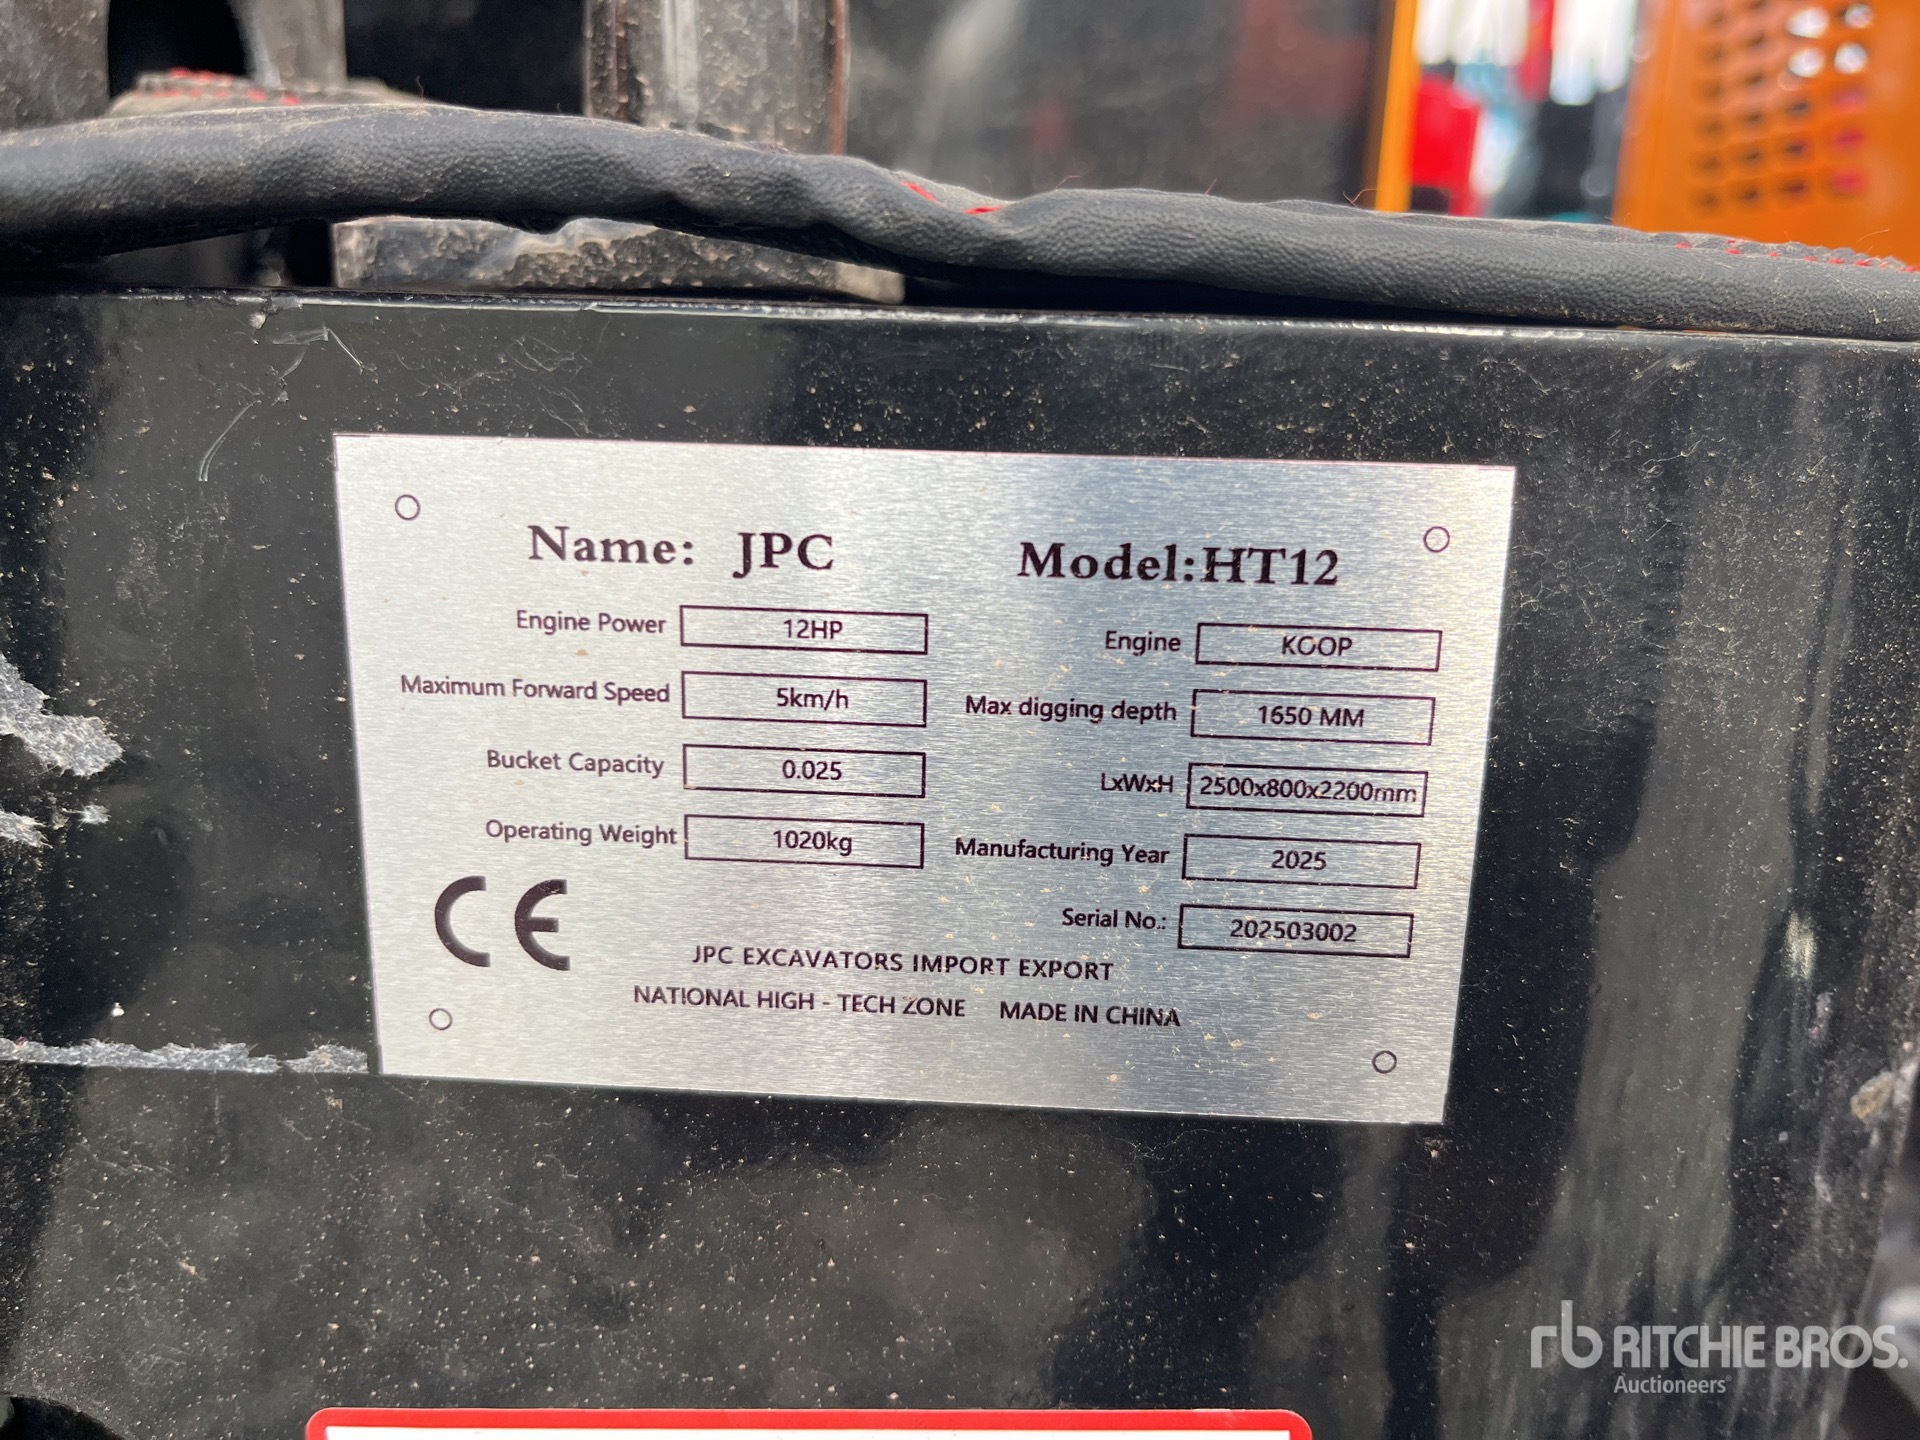 Name: JPC Model:HT12
Engine Power 12HP Engine KOOP
Maximum Forward Speed 5km/h Max digging depth 1650 MM
Bucket Capacity 0.025 LxWxH 2500x800x2200mm
Operating Weight 1020kg Manufacturing Year 2025
CE Serial No.: 202503002
JPC EXCAVATORS IMPORT EXPORT
NATIONAL HIGH - TECH ZONE MADE IN CHINA
rb RITCHIE BROS.
Auctioneers